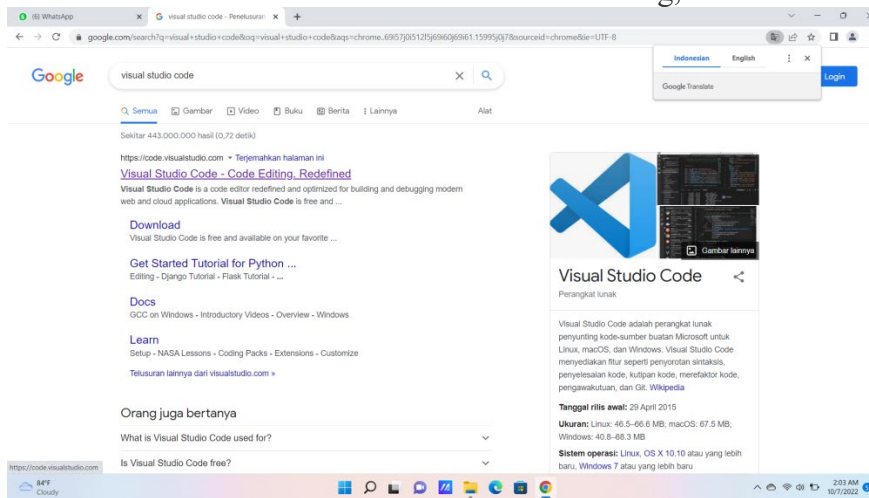 (6) WhatsApp
visual studio code - Penelusuran
google.com/search?q=visual+studio+code&oq=visual+studio+code&aqs=chrome..69i57j0i512l5j69i60j69i61.15995j0j7&sourceid=chrome&ie=UTF-8
Indonesian English
Google Translate
Google
visual studio code
Login
Semua Gambar Video Buku Berita Lainnya Alat
Sekitar 443.000.000 hasil (0,72 detik)
https://code.visualstudio.com Terjemahkan halaman ini
Visual Studio Code - Code Editing. Redefined
Visual Studio Code is a code editor redefined and optimized for building and debugging modern
web and cloud applications. Visual Studio Code is free and ...
Download
Visual Studio Code is free and available on your favorite ...
Get Started Tutorial for Python ...
Editing - Django Tutorial - Flask Tutorial - ...
Docs
GCC on Windows - Introductory Videos - Overview - Windows
Learn
Setup - NASA Lessons - Coding Packs - Extensions - Customize
Telusuran lainnya dari visualstudio.com »
Orang juga bertanya
What is Visual Studio Code used for?
Is Visual Studio Code free?
Gambar lainnya
Visual Studio Code
Perangkat lunak
Visual Studio Code adalah perangkat lunak
penyunting kode-sumber buatan Microsoft untuk
Linux, macOS, dan Windows. Visual Studio Code
menyediakan fitur seperti penyorotan sintaksis,
penyelesaian kode, kutipan kode, merefaktor kode,
pengawakutuan, dan Git. Wikipedia
Tanggal rilis awal: 29 April 2015
Ukuran: Linux: 46.5–66.6 MB; macOS: 67.5 MB;
Windows: 40.8–68.3 MB
Sistem operasi: Linux, OS X 10.10 atau yang lebih
baru, Windows 7 atau yang lebih baru
https://code.visualstudio.com
84°F
Cloudy
2:03 AM
10/7/2022